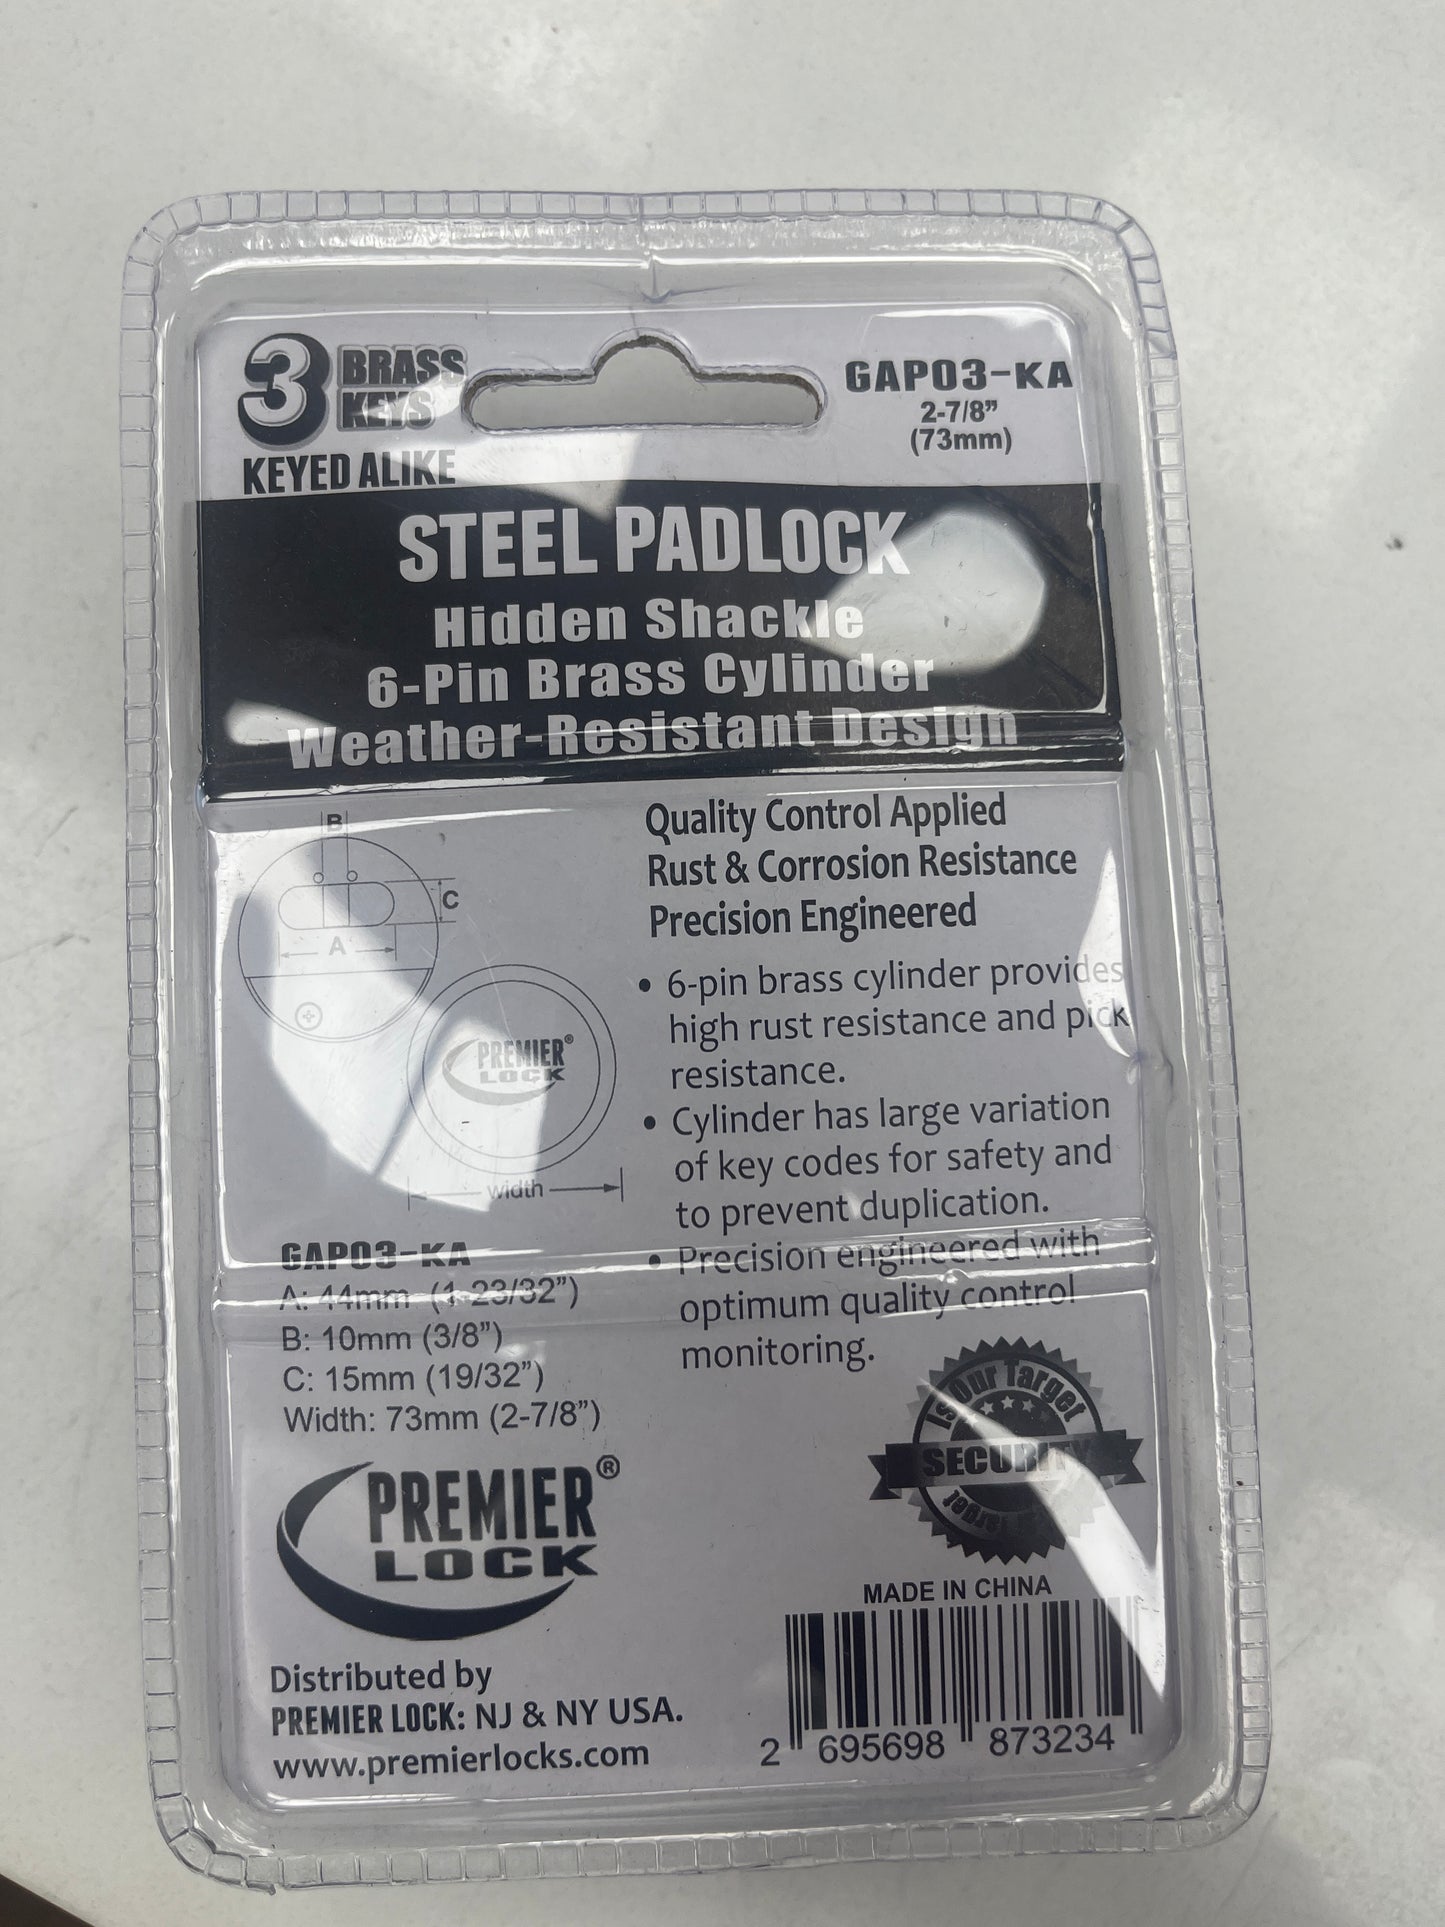 3 BRASS
KEYS
KEYED ALIKE
GAP03-KA
2-7/8”
(73mm)
STEEL PADLOCK
Hidden Shackle
6-Pin Brass Cylinder
Weather-Resistant Design
B
C
A
PREMIER®
LOCK
width
Quality Control Applied
Rust & Corrosion Resistance
Precision Engineered
• 6-pin brass cylinder provides
high rust resistance and pick
resistance.
• Cylinder has large variation
of key codes for safety and
to prevent duplication.
• Precision engineered with
optimum quality control
monitoring.
GAP03-KA
A: 44mm (1-23/32”)
B: 10mm (3/8”)
C: 15mm (19/32”)
Width: 73mm (2-7/8”)
Is Our Target
SECURITY
Target
PREMIER®
LOCK
Distributed by
PREMIER LOCK: NJ & NY USA.
www.premierlocks.com
MADE IN CHINA
2 695698 873234